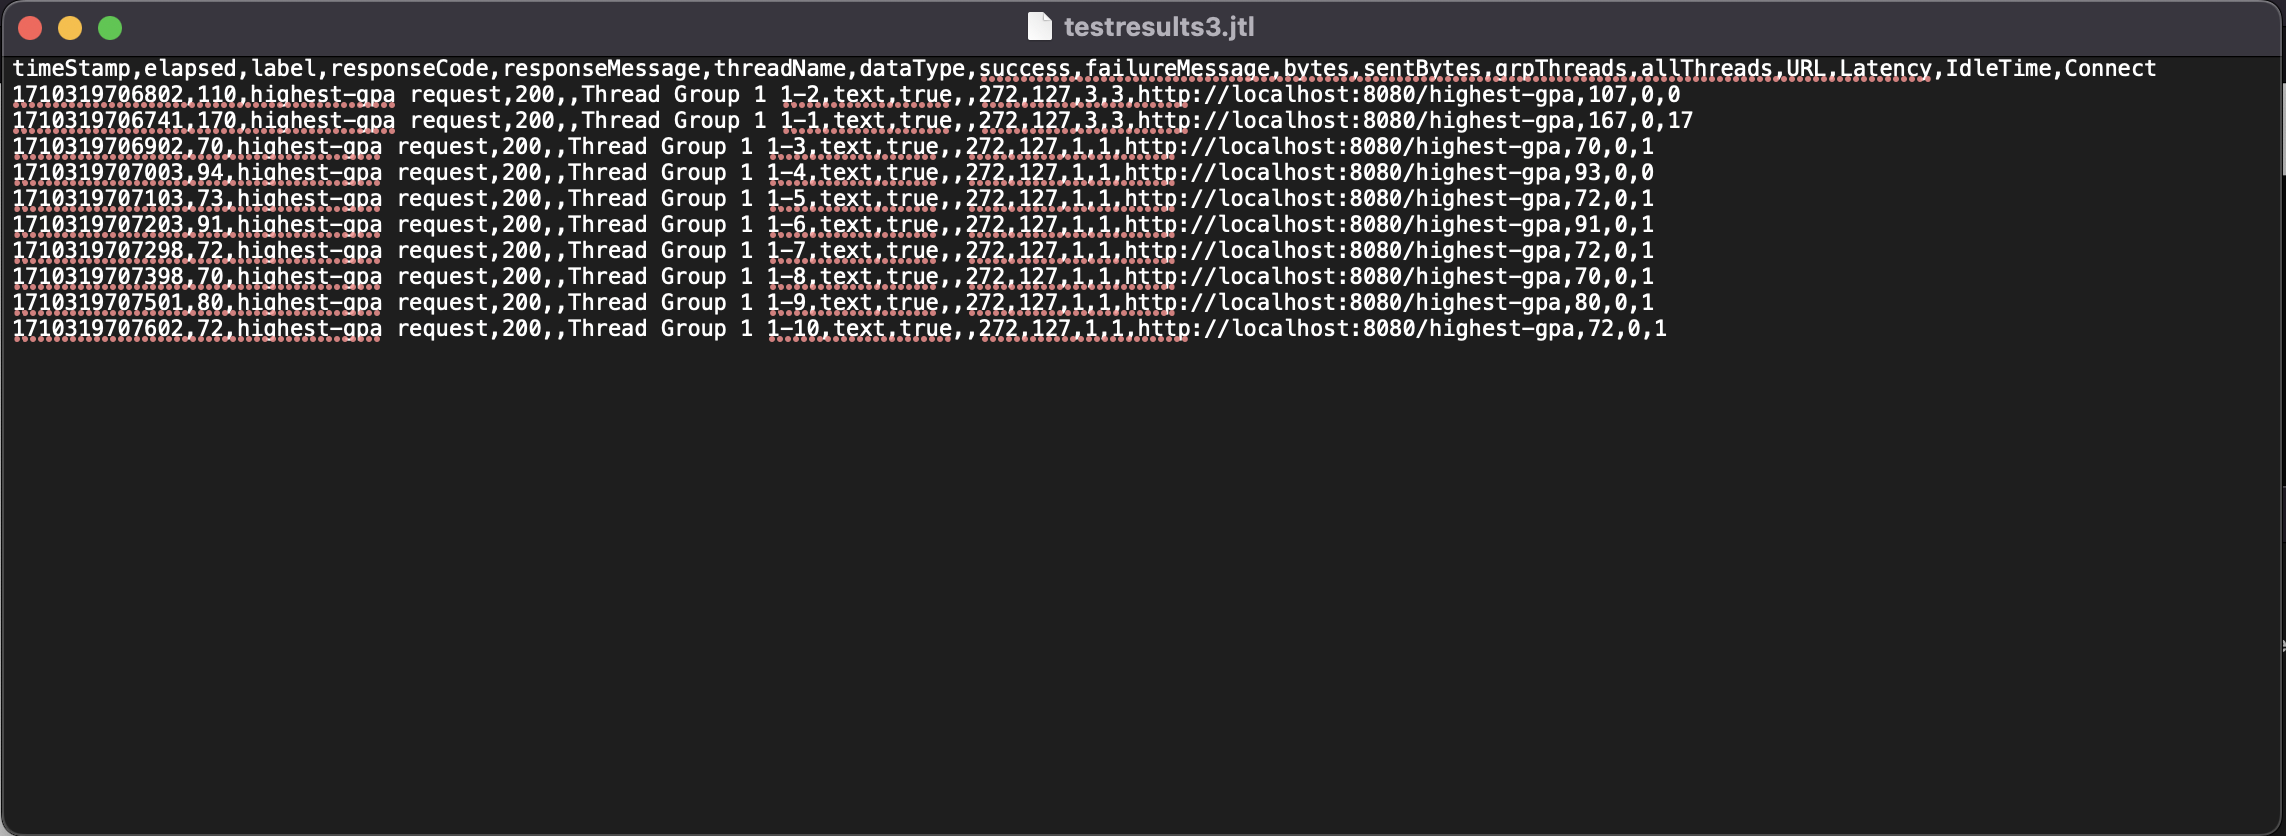 testresults3.jtl
timeStamp,elapsed,label,responseCode,responseMessage,threadName,dataType,success,failureMessage,bytes,sentBytes,grpThreads,allThreads,URL,Latency,IdleTime,Connect
1710319706802,110,highest-gpa request,200,,Thread Group 1 1-2,text,true,,272,127,3,3,http://localhost:8080/highest-gpa,107,0,0
1710319706741,170,highest-gpa request,200,,Thread Group 1 1-1,text,true,,272,127,3,3,http://localhost:8080/highest-gpa,167,0,17
1710319706902,70,highest-gpa request,200,,Thread Group 1 1-3,text,true,,272,127,1,1,http://localhost:8080/highest-gpa,70,0,1
1710319707003,94,highest-gpa request,200,,Thread Group 1 1-4,text,true,,272,127,1,1,http://localhost:8080/highest-gpa,93,0,0
1710319707103,73,highest-gpa request,200,,Thread Group 1 1-5,text,true,,272,127,1,1,http://localhost:8080/highest-gpa,72,0,1
1710319707203,91,highest-gpa request,200,,Thread Group 1 1-6,text,true,,272,127,1,1,http://localhost:8080/highest-gpa,91,0,1
1710319707298,72,highest-gpa request,200,,Thread Group 1 1-7,text,true,,272,127,1,1,http://localhost:8080/highest-gpa,72,0,1
1710319707398,70,highest-gpa request,200,,Thread Group 1 1-8,text,true,,272,127,1,1,http://localhost:8080/highest-gpa,70,0,1
1710319707501,80,highest-gpa request,200,,Thread Group 1 1-9,text,true,,272,127,1,1,http://localhost:8080/highest-gpa,80,0,1
1710319707602,72,highest-gpa request,200,,Thread Group 1 1-10,text,true,,272,127,1,1,http://localhost:8080/highest-gpa,72,0,1